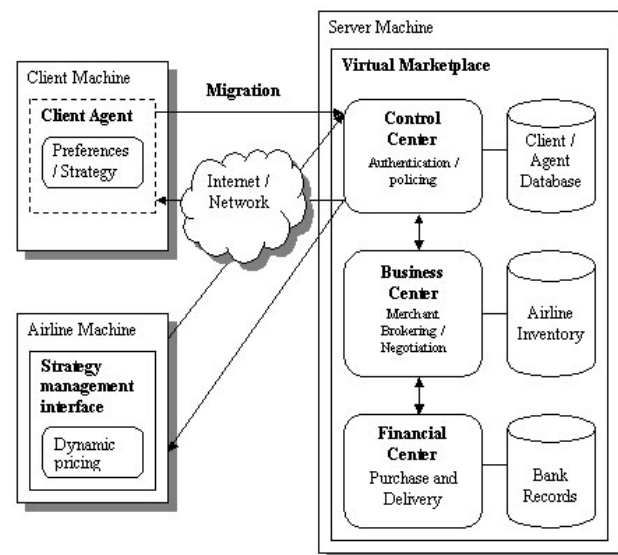 Server Machine
Client Machine
Virtual Marketplace
Migration
Client Agent
Preferences
/ Strategy
Internet /
Network
Control
Center
Authentication /
policing
Client /
Agent
Database
Business
Center
Merchant
Brokering /
Negotiation
Airline
Inventory
Airline Machine
Strategy
management
interface
Dynamic
pricing
Financial
Center
Purchase and
Delivery
Bank
Records